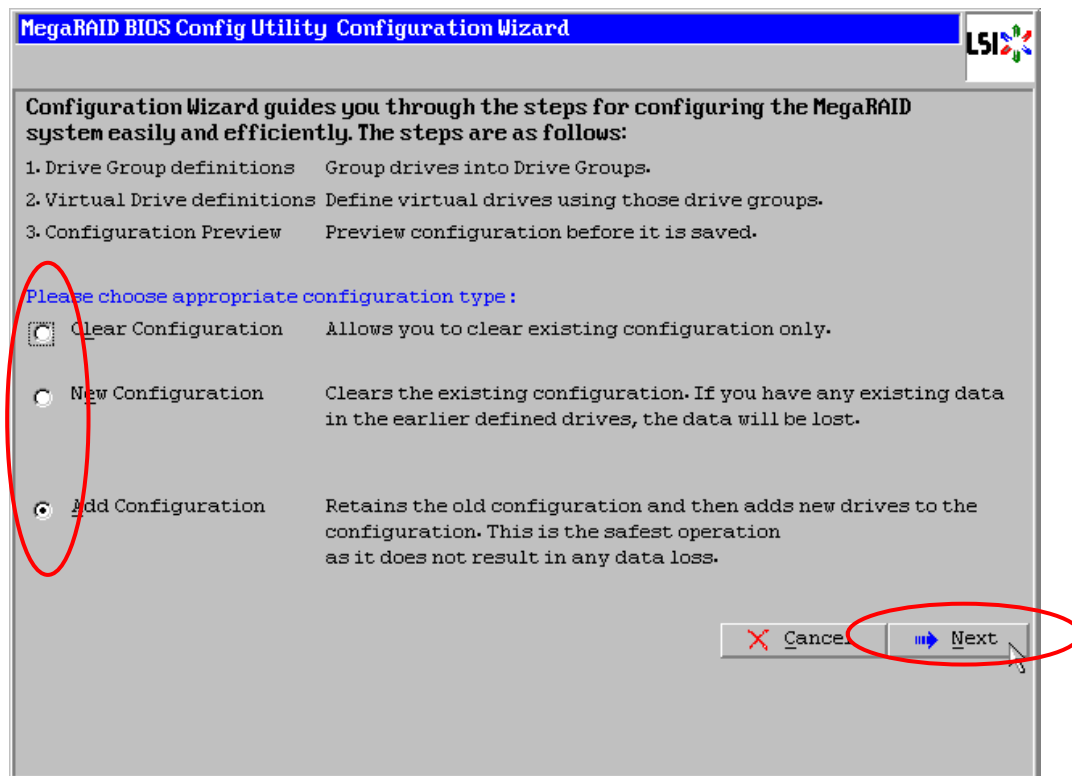 MegaRAID BIOS Config Utility Configuration Wizard
LSI
Configuration Wizard guides you through the steps for configuring the MegaRAID
system easily and efficiently. The steps are as follows:
1. Drive Group definitions Group drives into Drive Groups.
2. Virtual Drive definitions Define virtual drives using those drive groups.
3. Configuration Preview Preview configuration before it is saved.
Please choose appropriate configuration type :
Clear Configuration Allows you to clear existing configuration only.
New Configuration Clears the existing configuration. If you have any existing data
in the earlier defined drives, the data will be lost.
Add Configuration Retains the old configuration and then adds new drives to the
configuration. This is the safest operation
as it does not result in any data loss.
Cancel Next